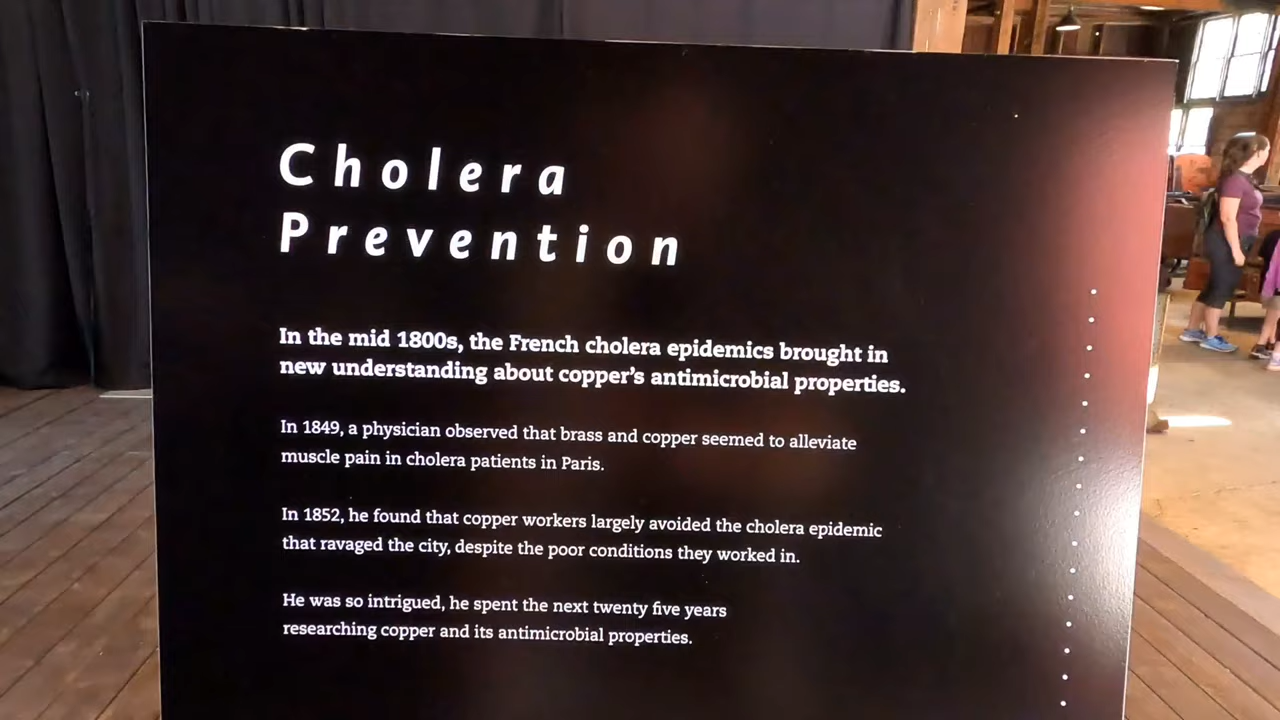 Cholera
Prevention
In the mid 1800s, the French cholera epidemics brought in
new understanding about copper's antimicrobial properties.
In 1849, a physician observed that brass and copper seemed to alleviate
muscle pain in cholera patients in Paris.
In 1852, he found that copper workers largely avoided the cholera epidemic
that ravaged the city, despite the poor conditions they worked in.
He was so intrigued, he spent the next twenty five years
researching copper and its antimicrobial properties.